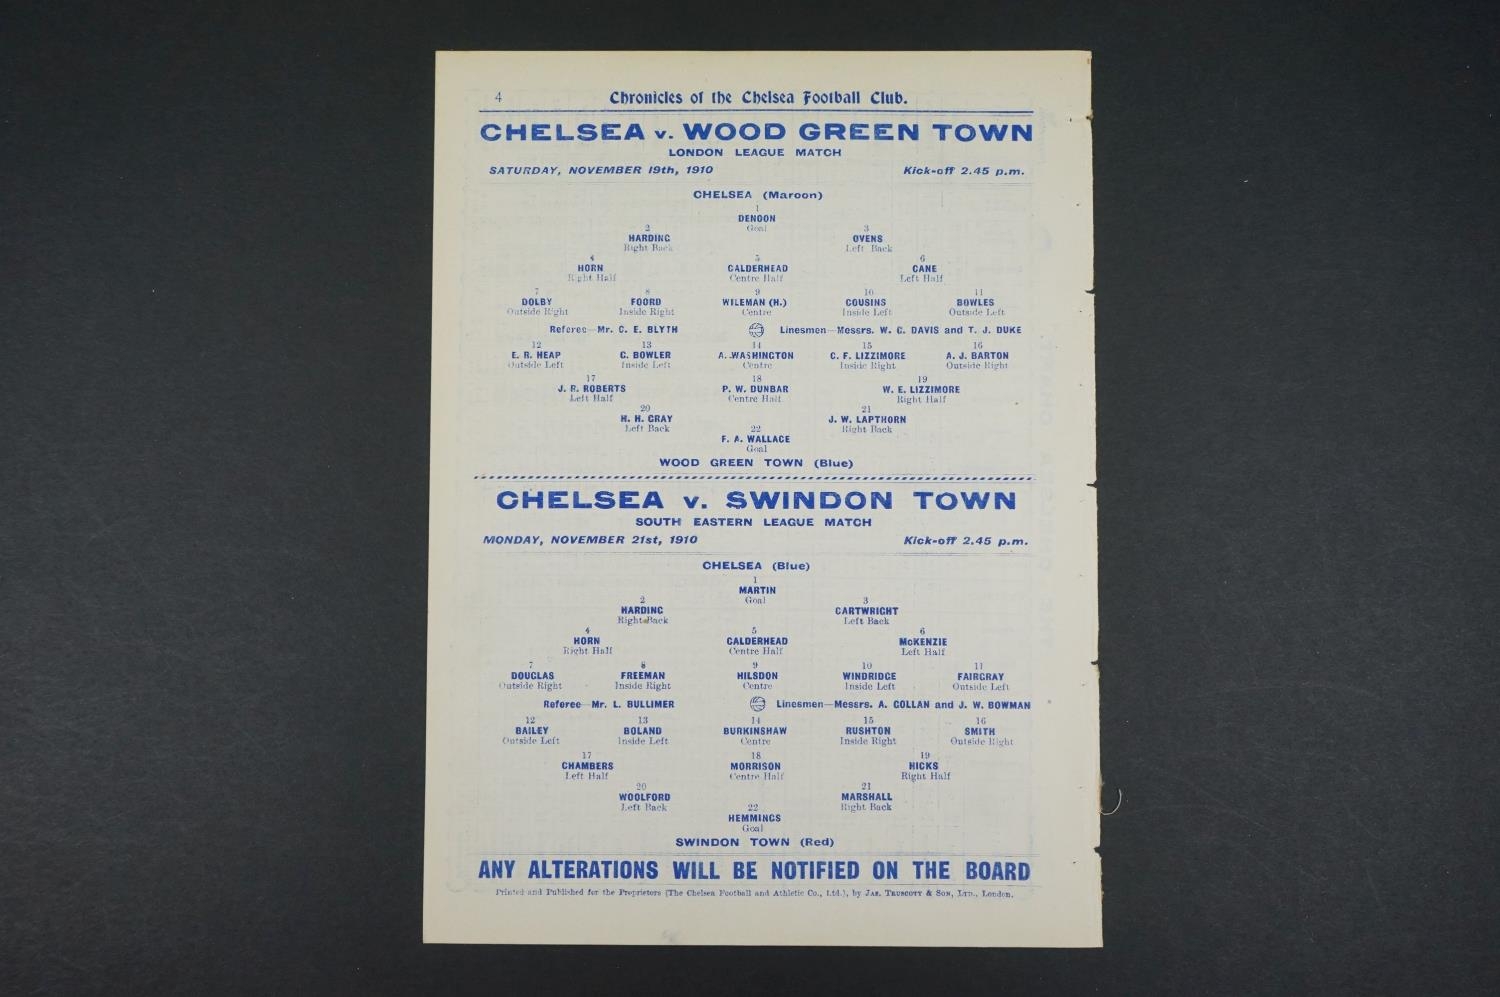 4 Chronicles of the Chelsea Football Club.
CHELSEA v. WOOD GREEN TOWN
LONDON LEAGUE MATCH
SATURDAY, NOVEMBER 19th, 1910 Kick-off 2.45 p.m.
CHELSEA (Maroon)
1
DENOON
Goal
2 3
HARDING OVENS
Right Back Left Back
4 5 6
HORN CALDERHEAD CANE
Right Half Centre Half Left Half
7 8 9 10 11
DOLBY FOORD WILEMAN (H.) COUSINS BOWLES
Outside Right Inside Right Centre Inside Left Outside Left
Referee—Mr. C. E. BLYTH Linesmen—Messrs. W. C. DAVIS and T. J. DUKE
12 13 14 15 16
E. R. HEAP C. BOWLER A. WASHINGTON C. F. LIZZIMORE A. J. BARTON
Outside Left Inside Left Centre Inside Right Outside Right
17 18 19
J. R. ROBERTS P. W. DUNBAR W. E. LIZZIMORE
Left Half Centre Half Right Half
20 21
H. H. GRAY J. W. LAPTHORN
Left Back Right Back
22
F. A. WALLACE
Goal
WOOD GREEN TOWN (Blue)
CHELSEA v. SWINDON TOWN
SOUTH EASTERN LEAGUE MATCH
MONDAY, NOVEMBER 21st, 1910 Kick-off 2.45 p.m.
CHELSEA (Blue)
1
MARTIN
Goal
2 3
HARDING CARTWRIGHT
Right Back Left Back
4 5 6
HORN CALDERHEAD McKENZIE
Right Half Centre Half Left Half
7 8 9 10 11
DOUGLAS FREEMAN HILSDON WINDRIDGE FAIRGRAY
Outside Right Inside Right Centre Inside Left Outside Left
Referee—Mr. L. BULLIMER Linesmen—Messrs. A. GOLLAN and J. W. BOWMAN
12 13 14 15 16
BAILEY BOLAND BURKINSHAW RUSHTON SMITH
Outside Left Inside Left Centre Inside Right Outside Right
17 18 19
CHAMBERS MORRISON HICKS
Left Half Centre Half Right Half
20 21
WOOLFORD MARSHALL
Left Back Right Back
22
HEMMINGS
Goal
SWINDON TOWN (Red)
ANY ALTERATIONS WILL BE NOTIFIED ON THE BOARD
Printed and Published for the Proprietors (The Chelsea Football and Athletic Co., Ltd.), by JAS. TRUSCOTT & SON, LTD., London.